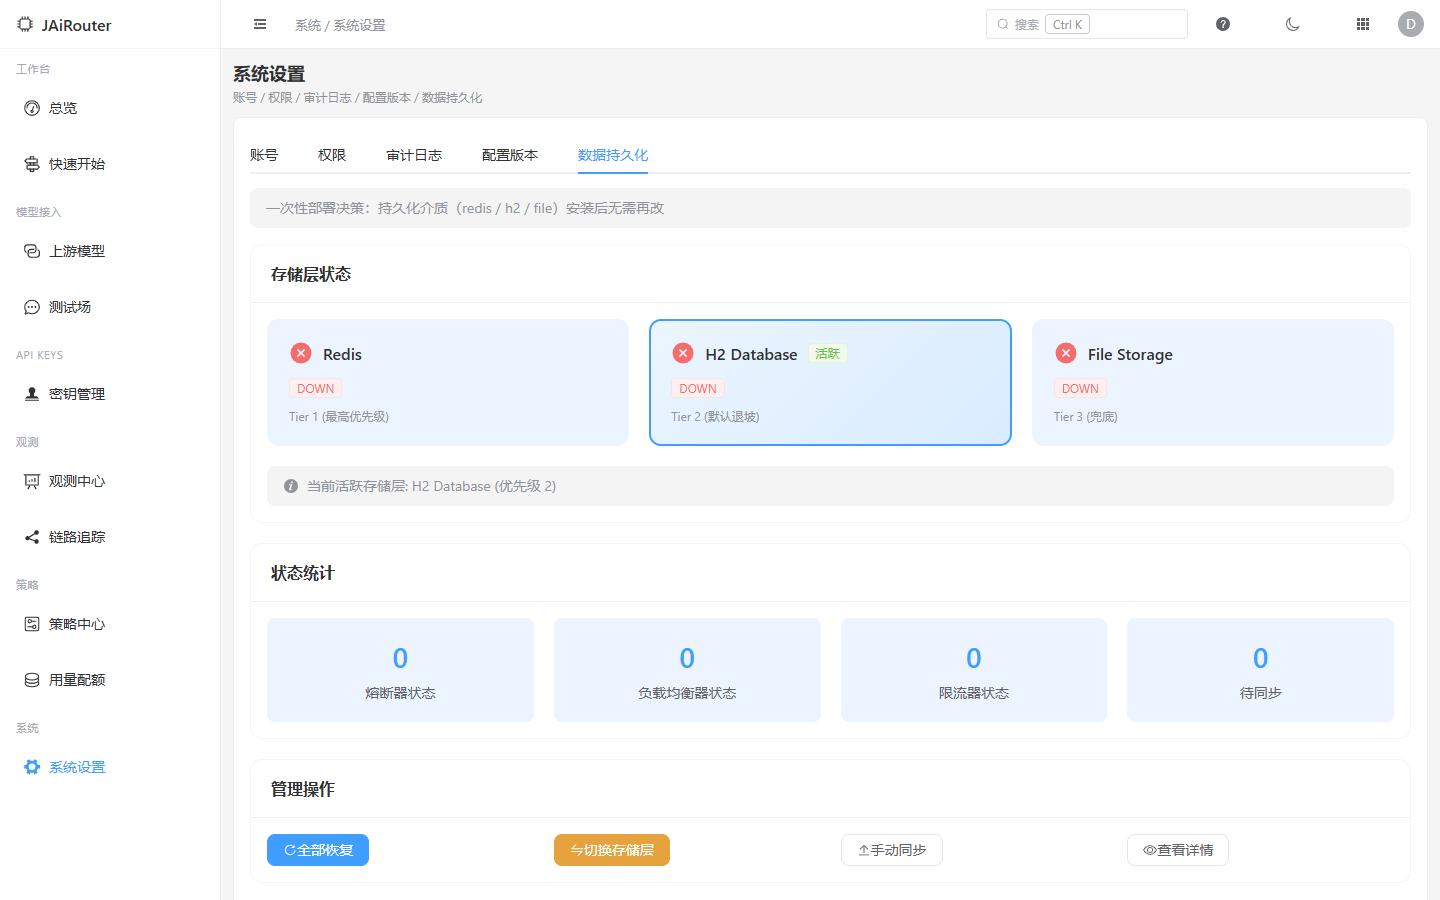 JAiRouter
系统 / 系统设置
搜索 Ctrl K
D
工作台
总览
快速开始
模型接入
上游模型
测试场
API KEYS
密钥管理
观测
观测中心
链路追踪
策略
策略中心
用量配额
系统
系统设置
系统设置
账号 / 权限 / 审计日志 / 配置版本 / 数据持久化
账号 权限 审计日志 配置版本 数据持久化
一次性部署决策：持久化介质（redis / h2 / file）安装后无需再改
存储层状态
Redis
DOWN
Tier 1 (最高优先级)
H2 Database 活跃
DOWN
Tier 2 (默认退坡)
File Storage
DOWN
Tier 3 (兜底)
当前活跃存储层: H2 Database (优先级 2)
状态统计
0
熔断器状态
0
负载均衡器状态
0
限流器状态
0
待同步
管理操作
全部恢复 切换存储层 手动同步 查看详情